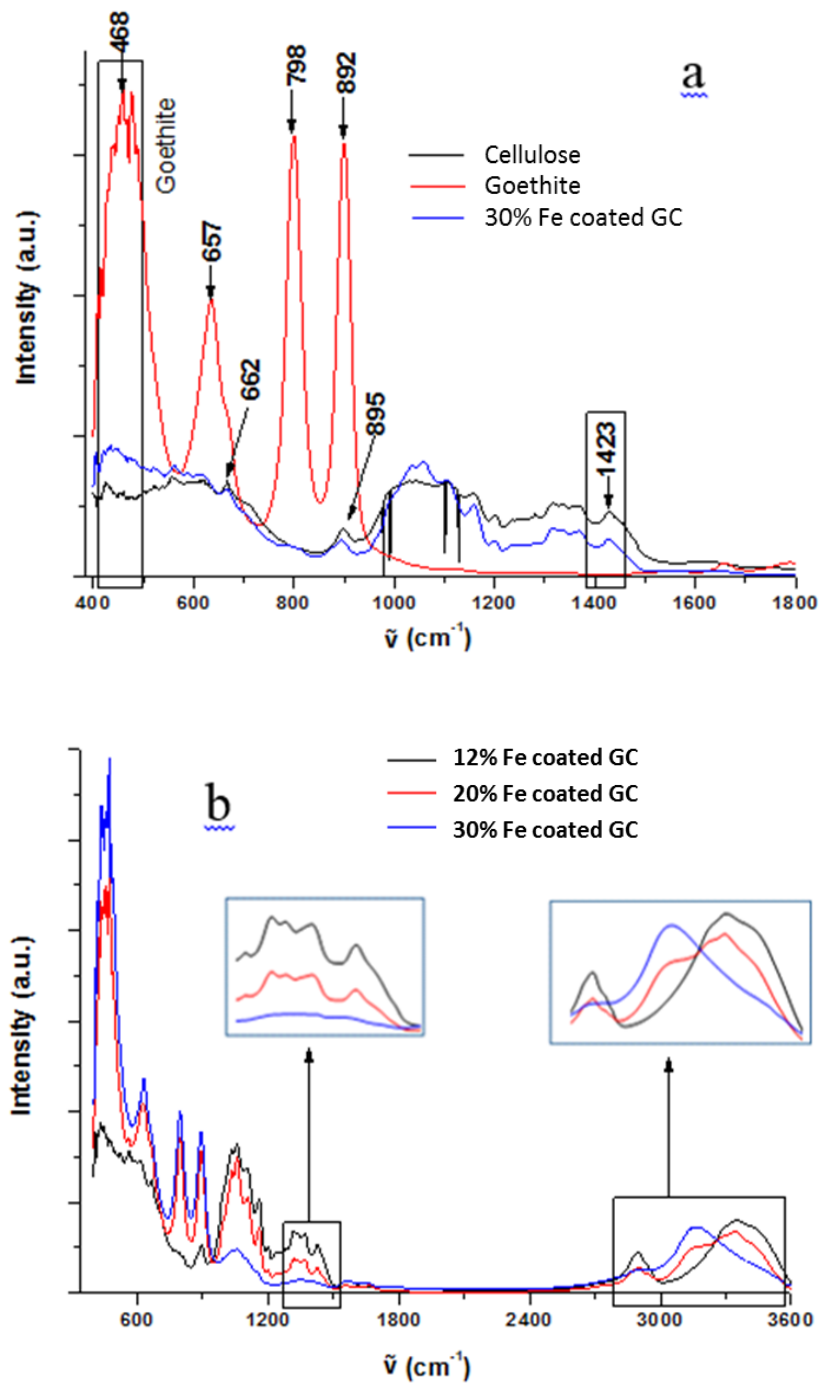 468
798
892
a
Goethite
Cellulose
Goethite
30% Fe coated GC
657
662
895
1423
Intensity (a.u.)
400 600 800 1000 1200 1400 1600 1800
ṽ (cm-1)
12% Fe coated GC
20% Fe coated GC
30% Fe coated GC
b
Intensity (a.u.)
600 1200 1800 2400 3000 3600
ṽ (cm-1)